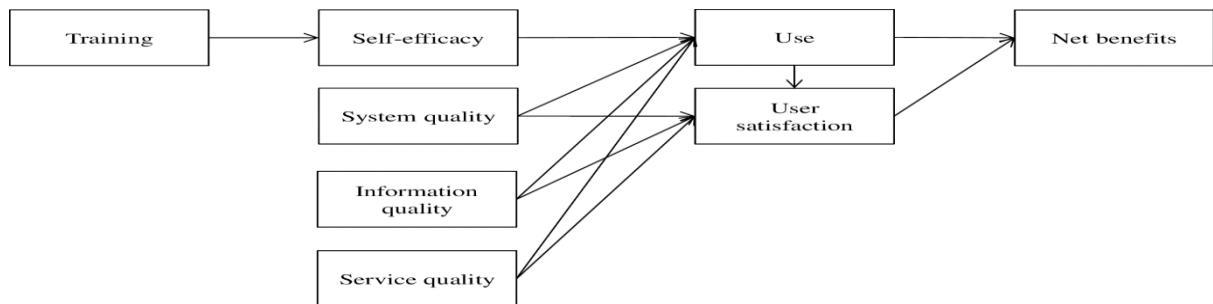 Training
Self-efficacy
Use
Net benefits
System quality
User
satisfaction
Information
quality
Service quality